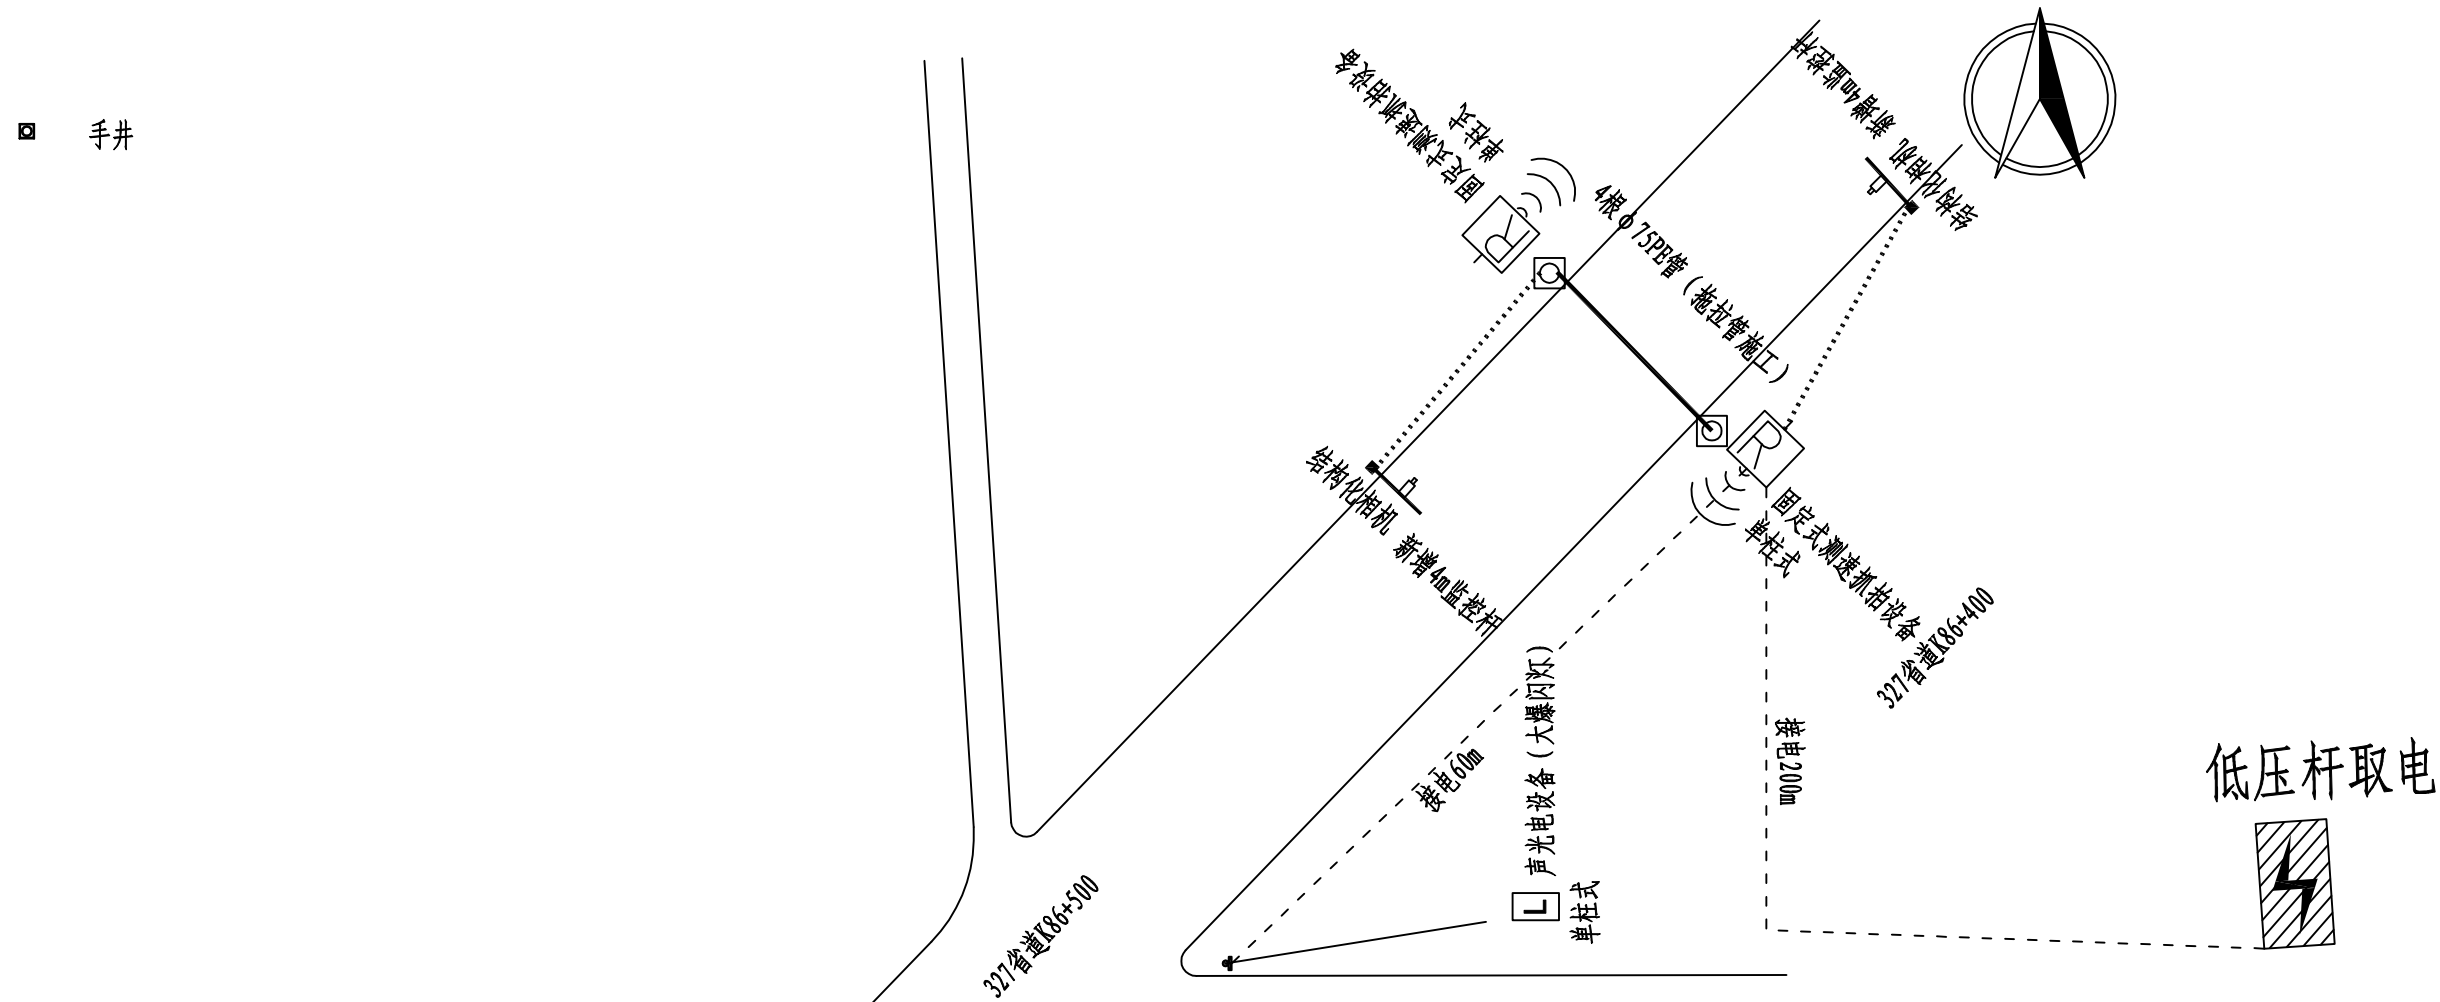 手井
固定式测速抓拍设备
单柱式
新增4m监控杆
结构化相机
4根φ75PE管（拖拉管施工）
R
R
结构化相机 新增4m监控杆
固定式测速抓拍设备
单柱式
327省道K86+400
声光电设备（大爆闪灯）
单柱式
L
接电60m
接电200m
低压杆取电
327省道K86+500